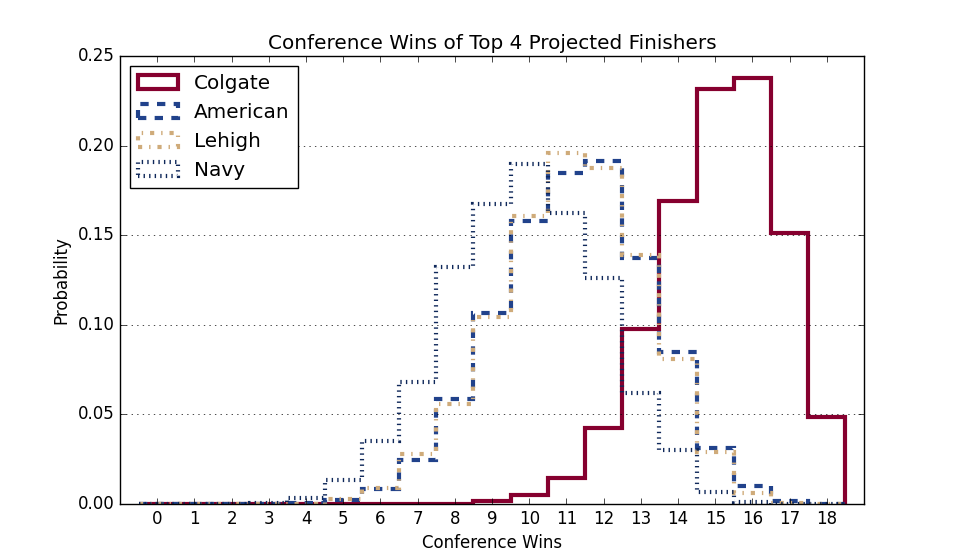 Conference Wins of Top 4 Projected Finishers
0.25
0.20
0.15
0.10
0.05
0.00
Probability
Colgate
American
Lehigh
Navy
0 1 2 3 4 5 6 7 8 9 10 11 12 13 14 15 16 17 18
Conference Wins